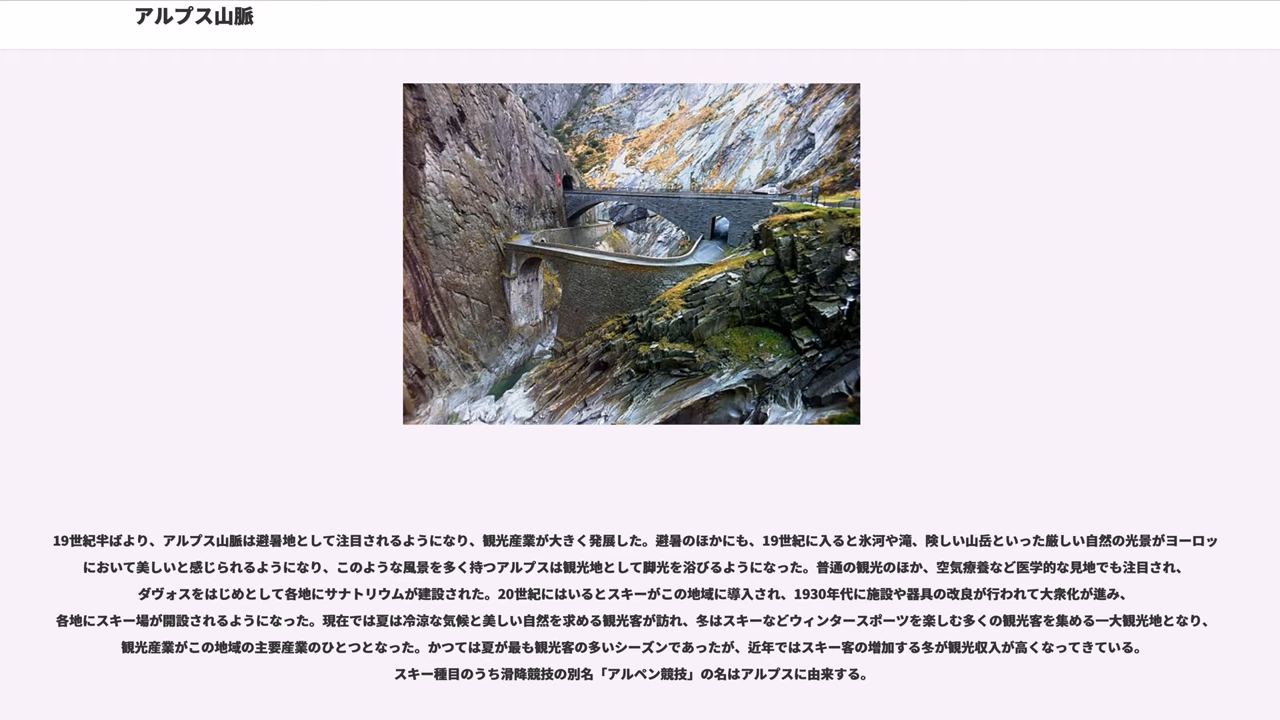 アルプス山脈
19世紀半ばより、アルプス山脈は避暑地として注目されるようになり、観光産業が大きく発展した。避暑のほかにも、19世紀に入ると氷河や滝、険しい山岳といった厳しい自然の光景がヨーロッ
において美しいと感じられるようになり、このような風景を多く持つアルプスは観光地として脚光を浴びるようになった。普通の観光のほか、空気療養など医学的な見地でも注目され、
ダヴォスをはじめとして各地にサナトリウムが建設された。20世紀にはいるとスキーがこの地域に導入され、1930年代に施設や器具の改良が行われて大衆化が進み、
各地にスキー場が開設されるようになった。現在では夏は冷涼な気候と美しい自然を求める観光客が訪れ、冬はスキーなどウィンタースポーツを楽しむ多くの観光客を集める一大観光地となり、
観光産業がこの地域の主要産業のひとつとなった。かつては夏が最も観光客の多いシーズンであったが、近年ではスキー客の増加する冬が観光収入が高くなってきている。
スキー種目のうち滑降競技の別名「アルペン競技」の名はアルプスに由来する。